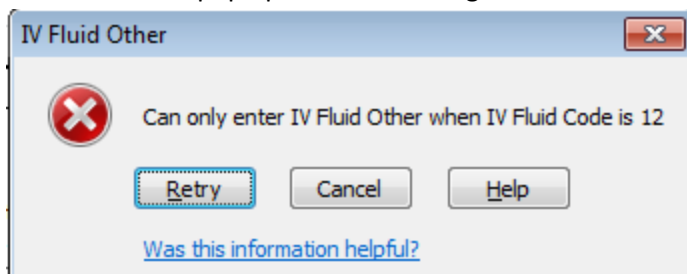 IV Fluid Other
Can only enter IV Fluid Other when IV Fluid Code is 12
Retry Cancel Help
Was this information helpful?